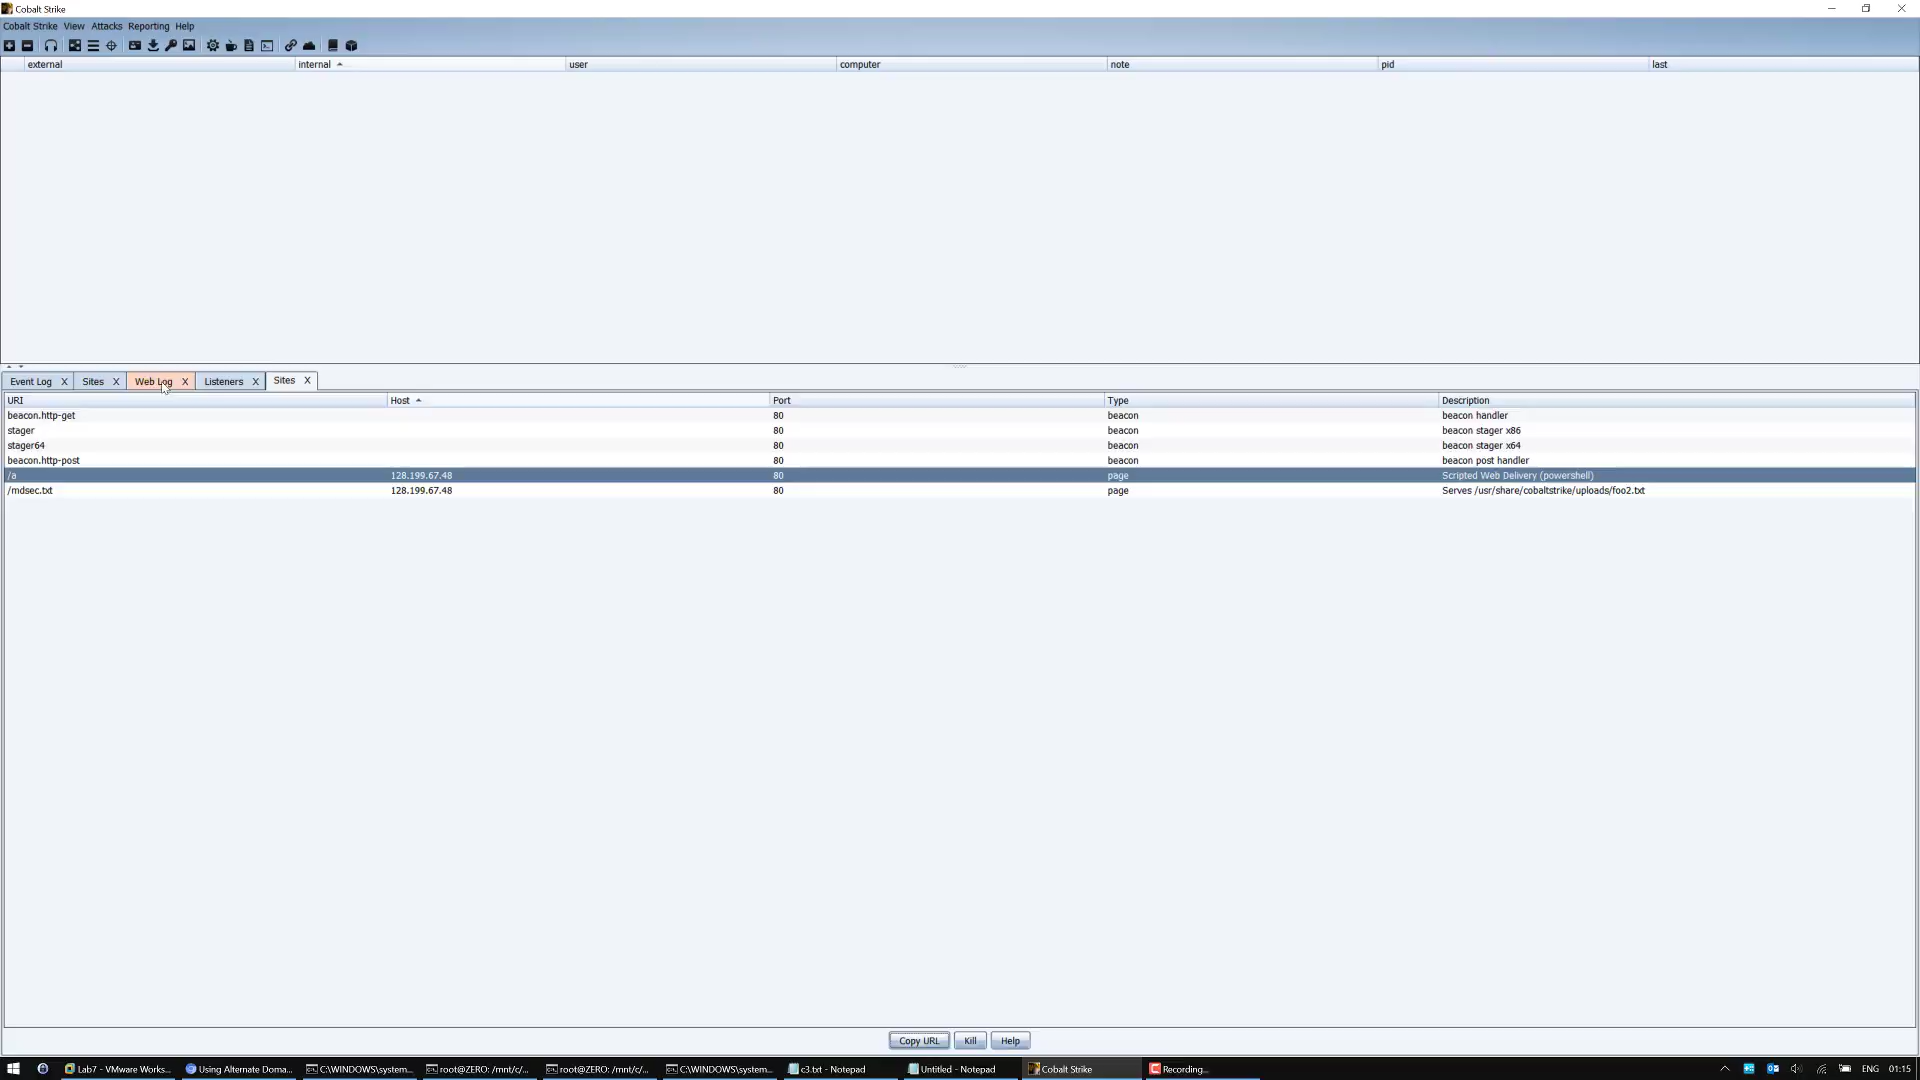 Cobalt Strike
Cobalt Strike View Attacks Reporting Help
external internal user computer note pid last
Event Log X Sites X Web Log X Listeners X Sites X
URI Host Port Type Description
beacon.http-get 80 beacon beacon handler
stager 80 beacon beacon stager x86
stager64 80 beacon beacon stager x64
beacon.http-post 80 beacon beacon post handler
/a 128.199.67.48 80 page Scripted Web Delivery (powershell)
/mdsec.txt 128.199.67.48 80 page Serves /usr/share/cobaltstrike/uploads/foo2.txt
Copy URL Kill Help
Lab7 - VMware Works... Using Alternate Doma... C:\WINDOWS\system... root@ZERO: /mnt/c/... root@ZERO: /mnt/c/... C:\WINDOWS\system... c3.txt - Notepad Untitled - Notepad Cobalt Strike Recording... ENG 01:15